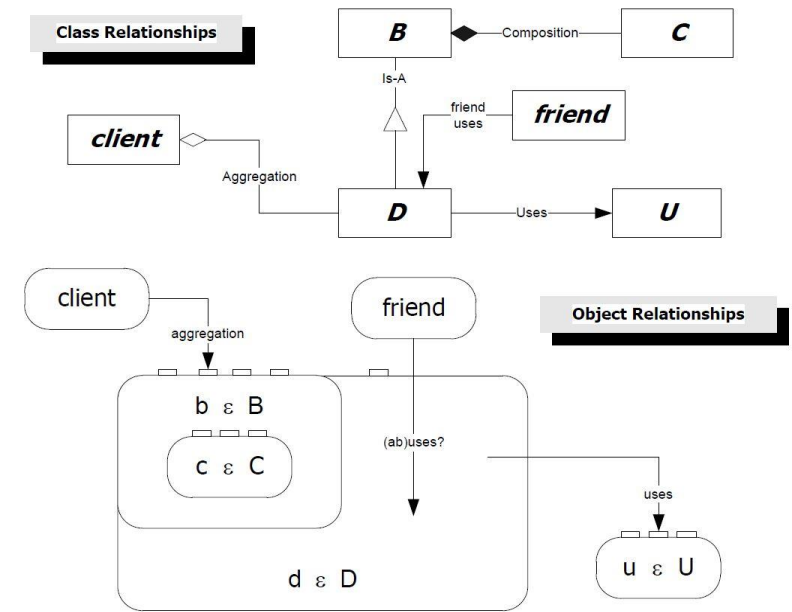 Class Relationships
B
Composition
C
Is-A
client
friend
uses
friend
Aggregation
D
Uses
U
client
friend
Object Relationships
aggregation
b ε B
(ab)uses?
c ε C
uses
d ε D
u ε U